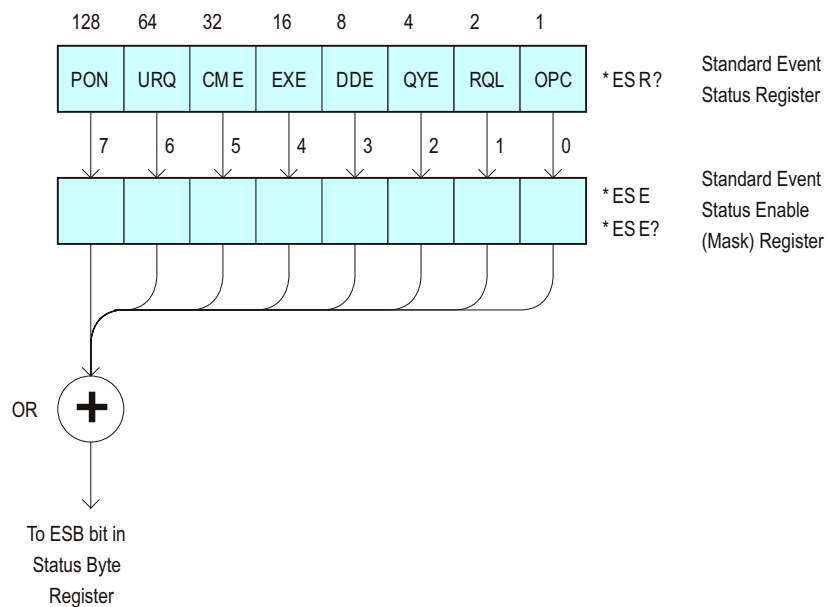 128 64 32 16 8 4 2 1
PON URQ CME EXE DDE QYE RQL OPC *ESR? Standard Event
Status Register
7 6 5 4 3 2 1 0
*ESE
*ESE?
Standard Event
Status Enable
(Mask) Register
OR +
To ESB bit in
Status Byte
Register